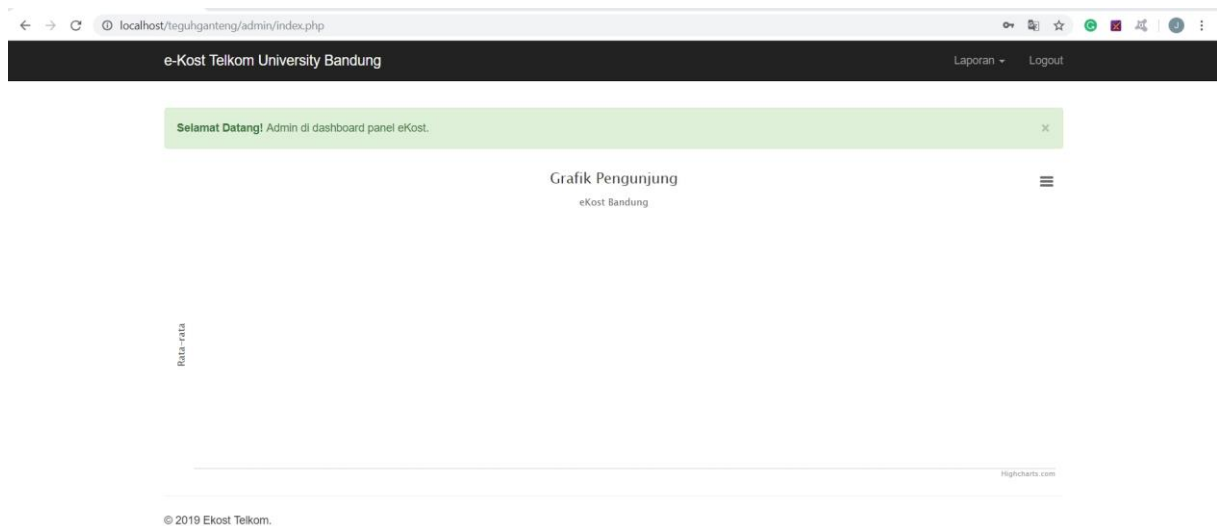 localhost/teguhganteng/admin/index.php
J
e-Kost Telkom University Bandung Laporan Logout
Selamat Datang! Admin di dashboard panel eKost. ×
Grafik Pengunjung
eKost Bandung
Rata-rata
Highcharts.com
© 2019 Ekost Telkom.